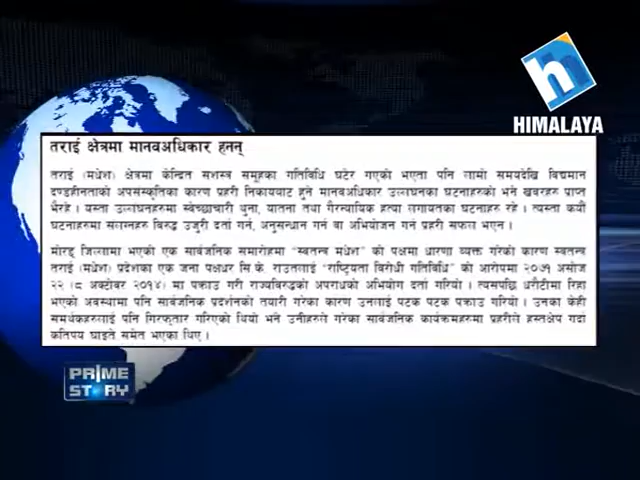 HIMALAYA
तराई क्षेत्रमा मानवअधिकार हनन्
तराई (मधेश) क्षेत्रमा केन्द्रित सशस्त्र समूहका गतिविधि घटेर गएको भएता पनि लामो समयदेखि विद्यमान
दण्डहीनताको अपसंस्कृतिका कारण प्रहरी निकायबाट हुने मानवअधिकार उल्लंघनका घटनाहरुको भने खबरहरु प्राप्त
भैरहे । यस्ता उल्लंघनहरुमा स्वेच्छाचारी थुना, यातना तथा गैरन्यायिक हत्या लगायतका घटनाहरु रहे । त्यस्ता कयौं
घटनाहरुमा संलग्नहरु विरुद्ध उजुरी दर्ता गर्न, अनुसन्धान गर्न वा अभियोजन गर्न प्रहरी सफल भएन ।
मोरङ जिल्लामा भएको एक सार्वजनिक समारोहमा "स्वतन्त्र मधेश" को पक्षमा धारणा व्यक्त गरेको कारण स्वतन्त्र
तराई (मधेश) प्रदेशका एक जना पक्षधर सि.के. राउतलाई "राष्ट्रियता विरोधी गतिविधि" को आरोपमा २०७१ असोज
२२ (८ अक्टोबर २०१४) मा पक्राउ गरी राज्यविरुद्धको अपराधको अभियोग दर्ता गरियो । त्यसपछि धरौटीमा रिहा
भएको अवस्थामा पनि सार्वजनिक प्रदर्शनको तयारी गरेका कारण उनलाई पटक पटक पक्राउ गरियो । उनका केही
समर्थकहरुलाई पनि गिरफ्तार गरिएको थियो भने उनीहरुले गरेका सार्वजनिक कार्यक्रमहरुमा प्रहरीले हस्तक्षेप गर्दा
कतिपय घाइते समेत भएका थिए ।
PRIME
STORY